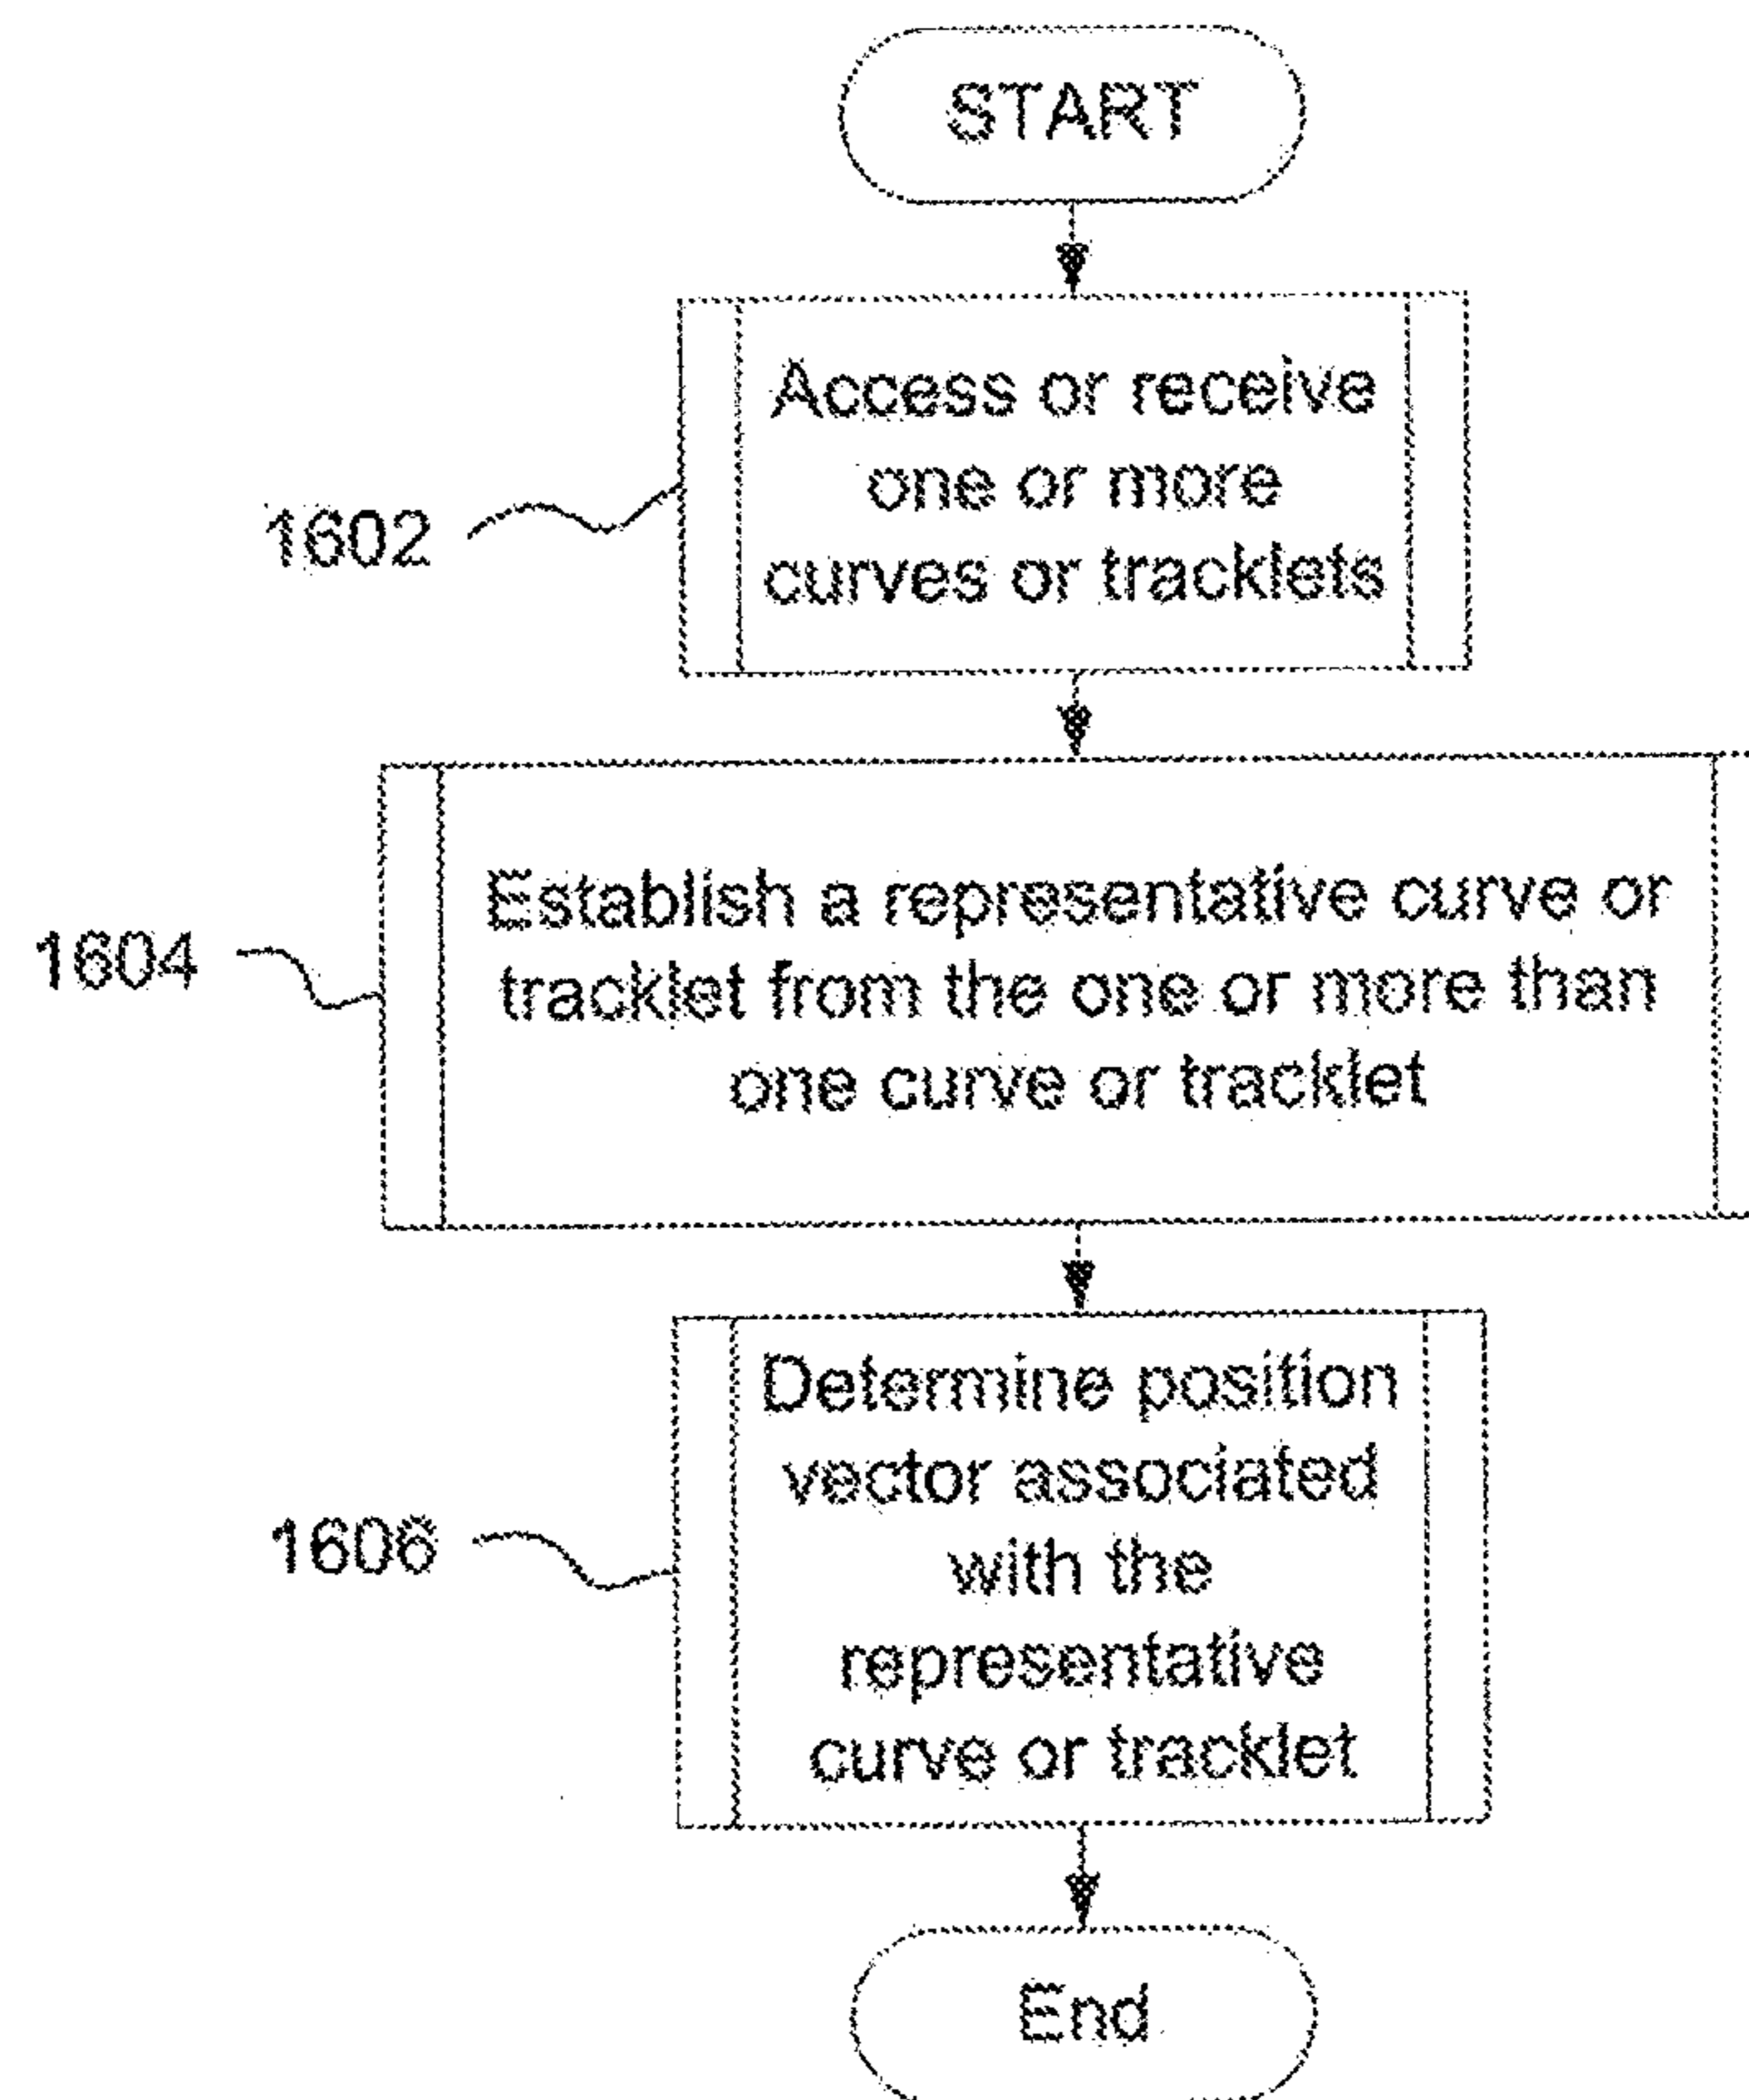 START
Access or receive
one or more
curves or tracklets
1602
Establish a representative curve or
tracklet from the one or more than
one curve or tracklet
1604
Determine position
vector associated
with the
representative
curve or tracklet
1606
End